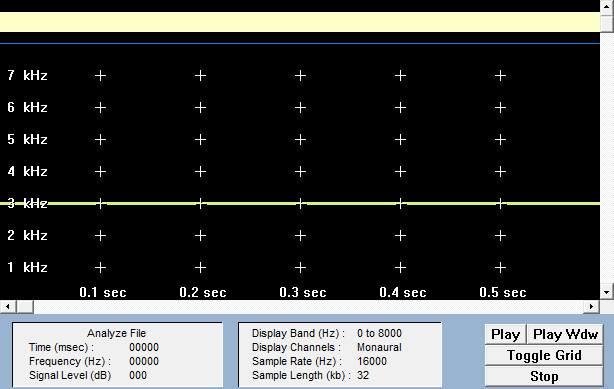 7 kHz
6 kHz
5 kHz
4 kHz
3 kHz
2 kHz
1 kHz
0.1 sec 0.2 sec 0.3 sec 0.4 sec 0.5 sec
Analyze File
Time (msec) : 00000
Frequency (Hz) : 00000
Signal Level (dB) 000
Display Band (Hz) : 0 to 8000
Display Channels : Monaural
Sample Rate (Hz) : 16000
Sample Length (kb) : 32
Play Play Wdw
Toggle Grid
Stop